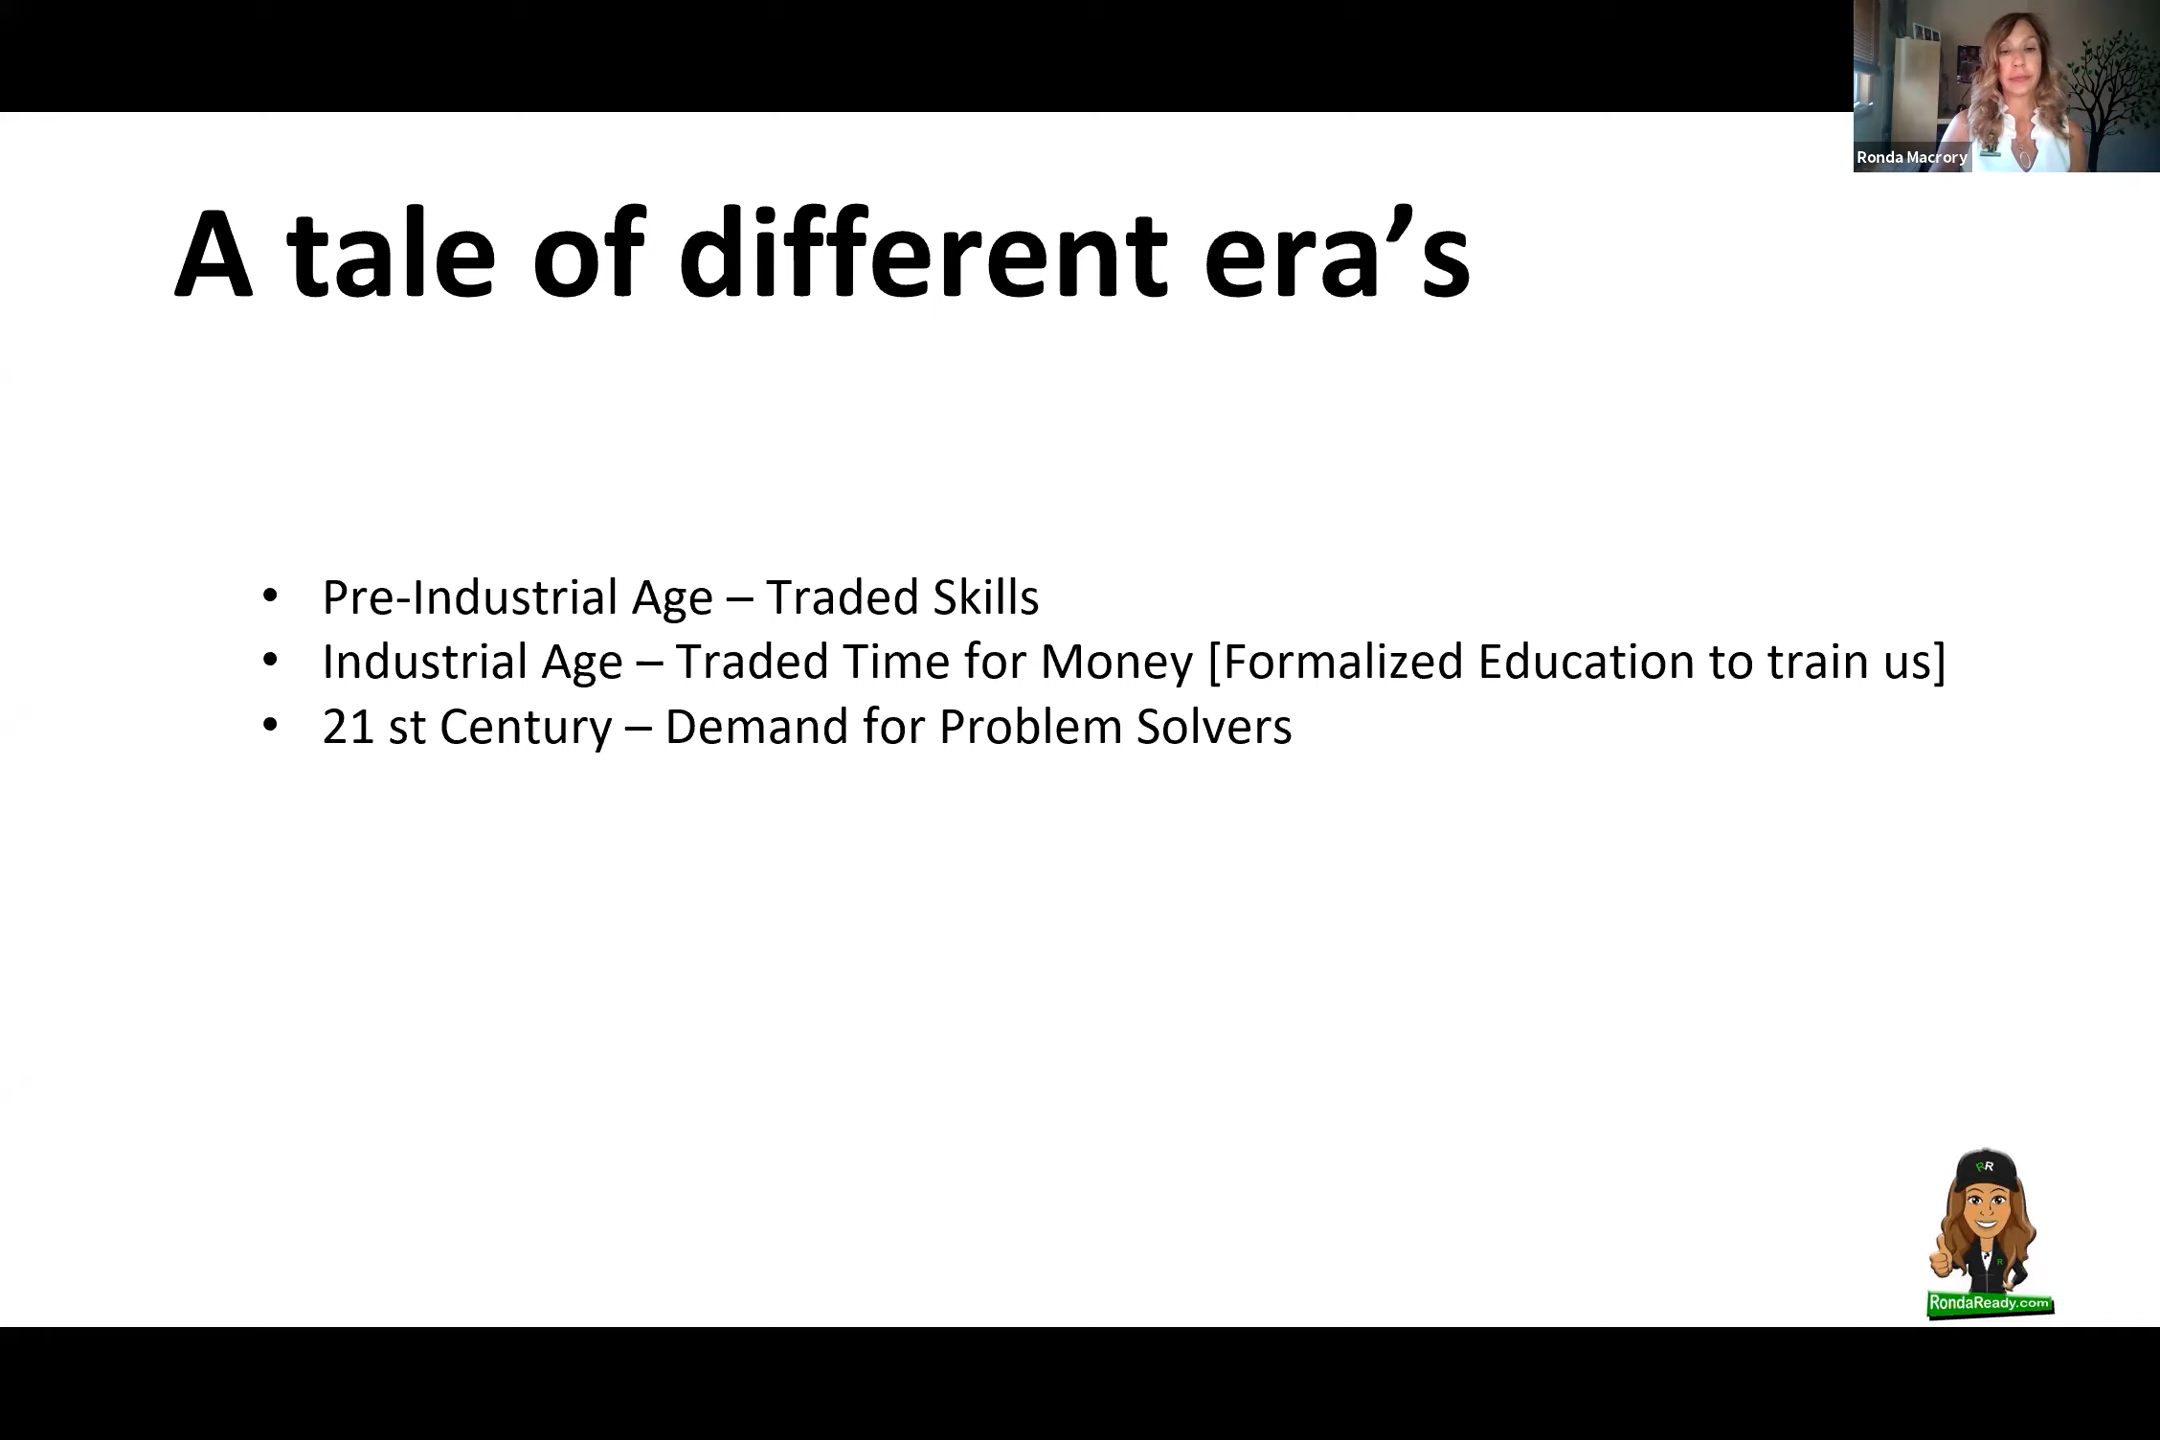 Ronda Macrory
A tale of different era’s
• Pre-Industrial Age – Traded Skills
• Industrial Age – Traded Time for Money [Formalized Education to train us]
• 21 st Century – Demand for Problem Solvers
RR
R
RondaReady.com